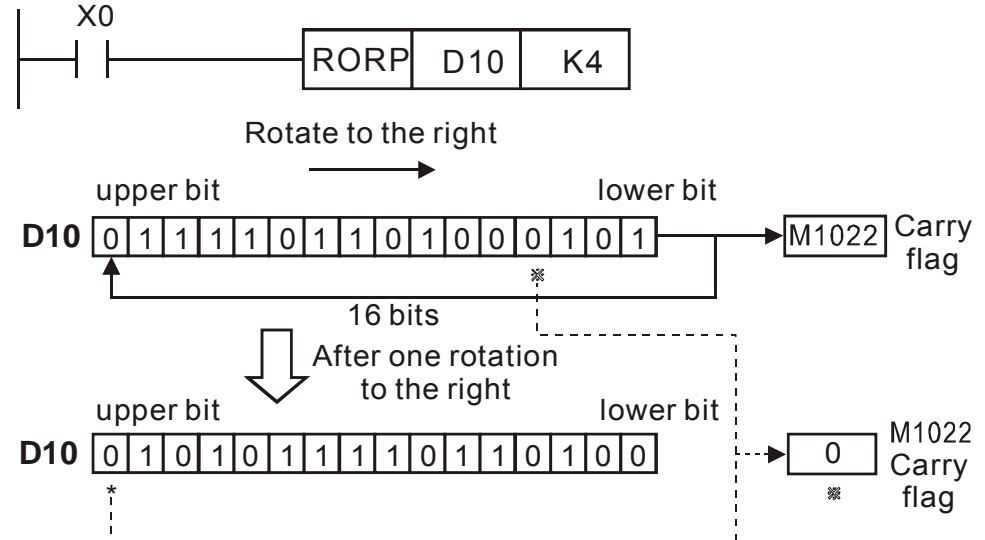 X0
RORP D10 K4
Rotate to the right
upper bit lower bit
D10 0 1 1 1 1 0 1 1 0 1 0 0 0 1 0 1 M1022 Carry
flag
※
16 bits
After one rotation
to the right
upper bit lower bit
D10 0 1 0 1 0 1 1 1 1 0 1 1 0 1 0 0 0 M1022
Carry
flag
* ※